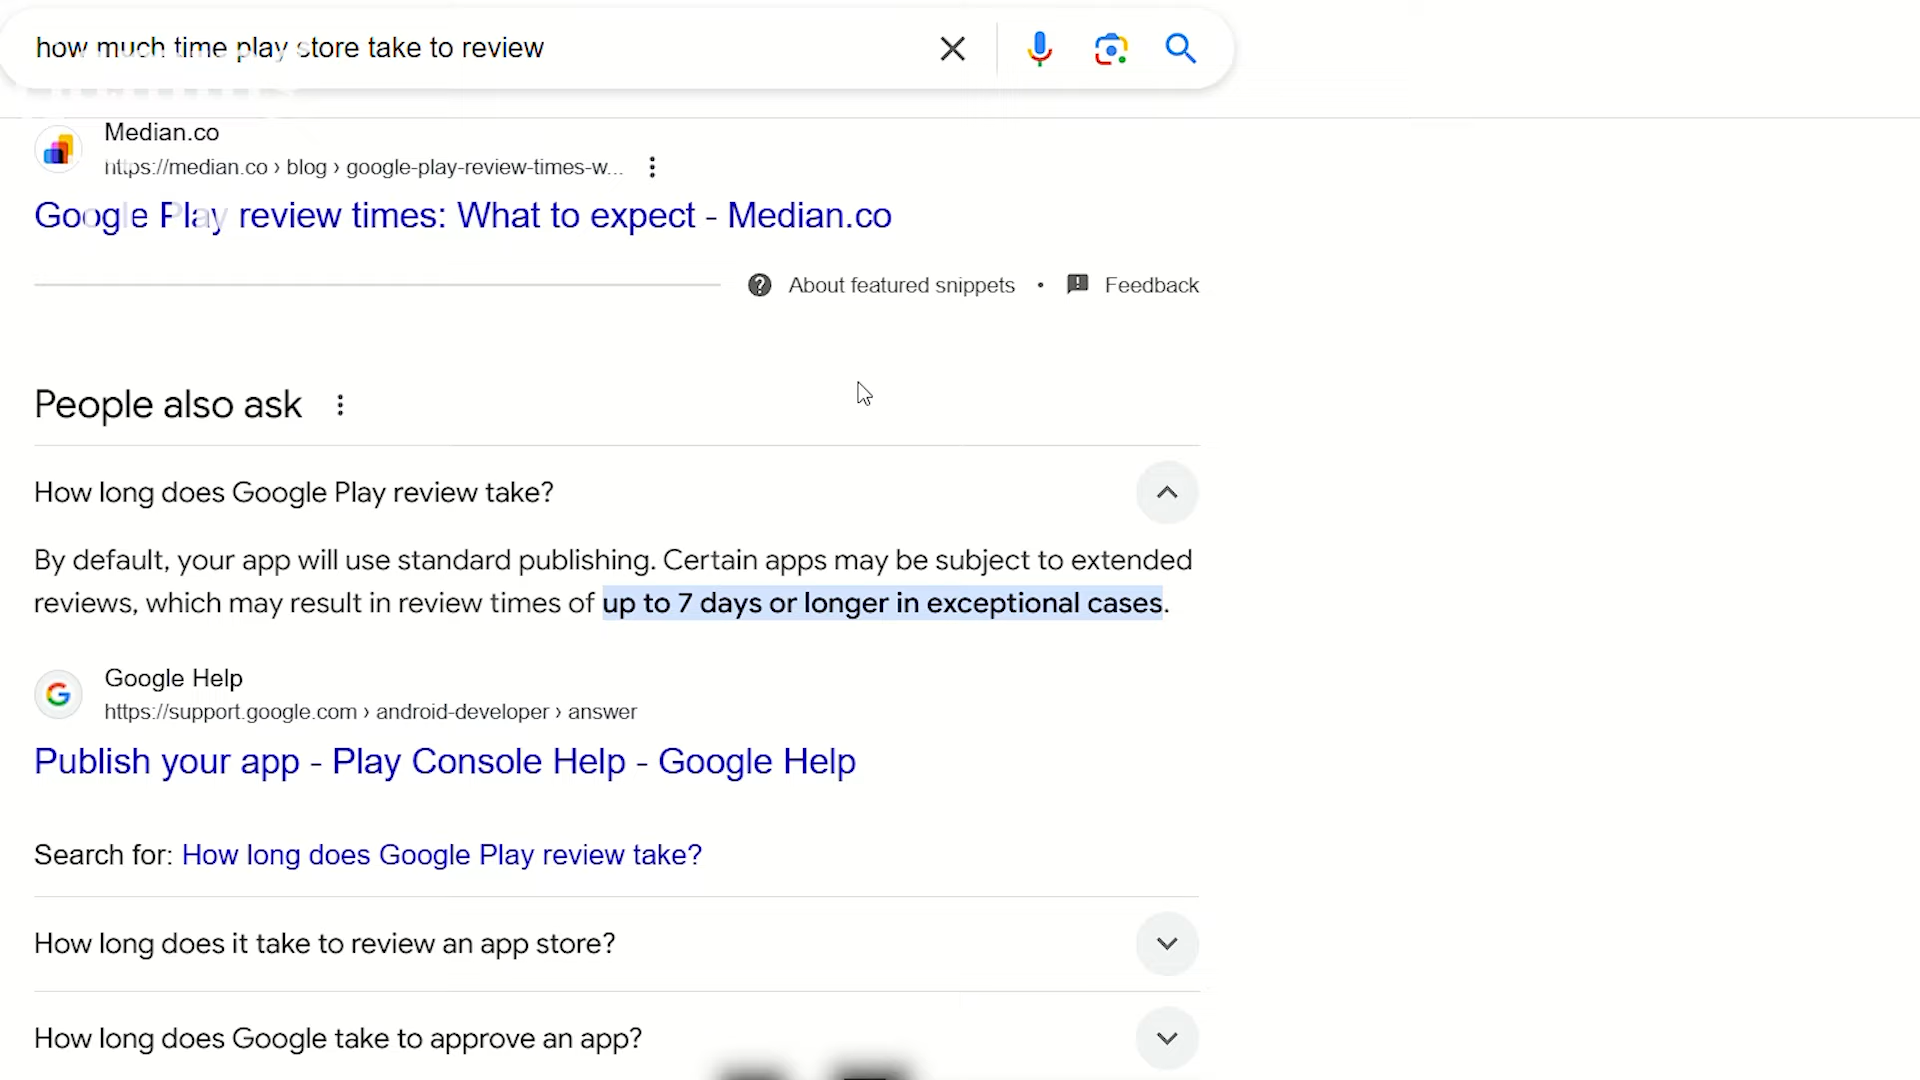 how much time play store take to review
Median.co
https://median.co › blog › google-play-review-times-w...
Google Play review times: What to expect - Median.co
About featured snippets • Feedback
People also ask
How long does Google Play review take?
By default, your app will use standard publishing. Certain apps may be subject to extended
reviews, which may result in review times of up to 7 days or longer in exceptional cases.
Google Help
https://support.google.com › android-developer › answer
Publish your app - Play Console Help - Google Help
Search for: How long does Google Play review take?
How long does it take to review an app store?
How long does Google take to approve an app?